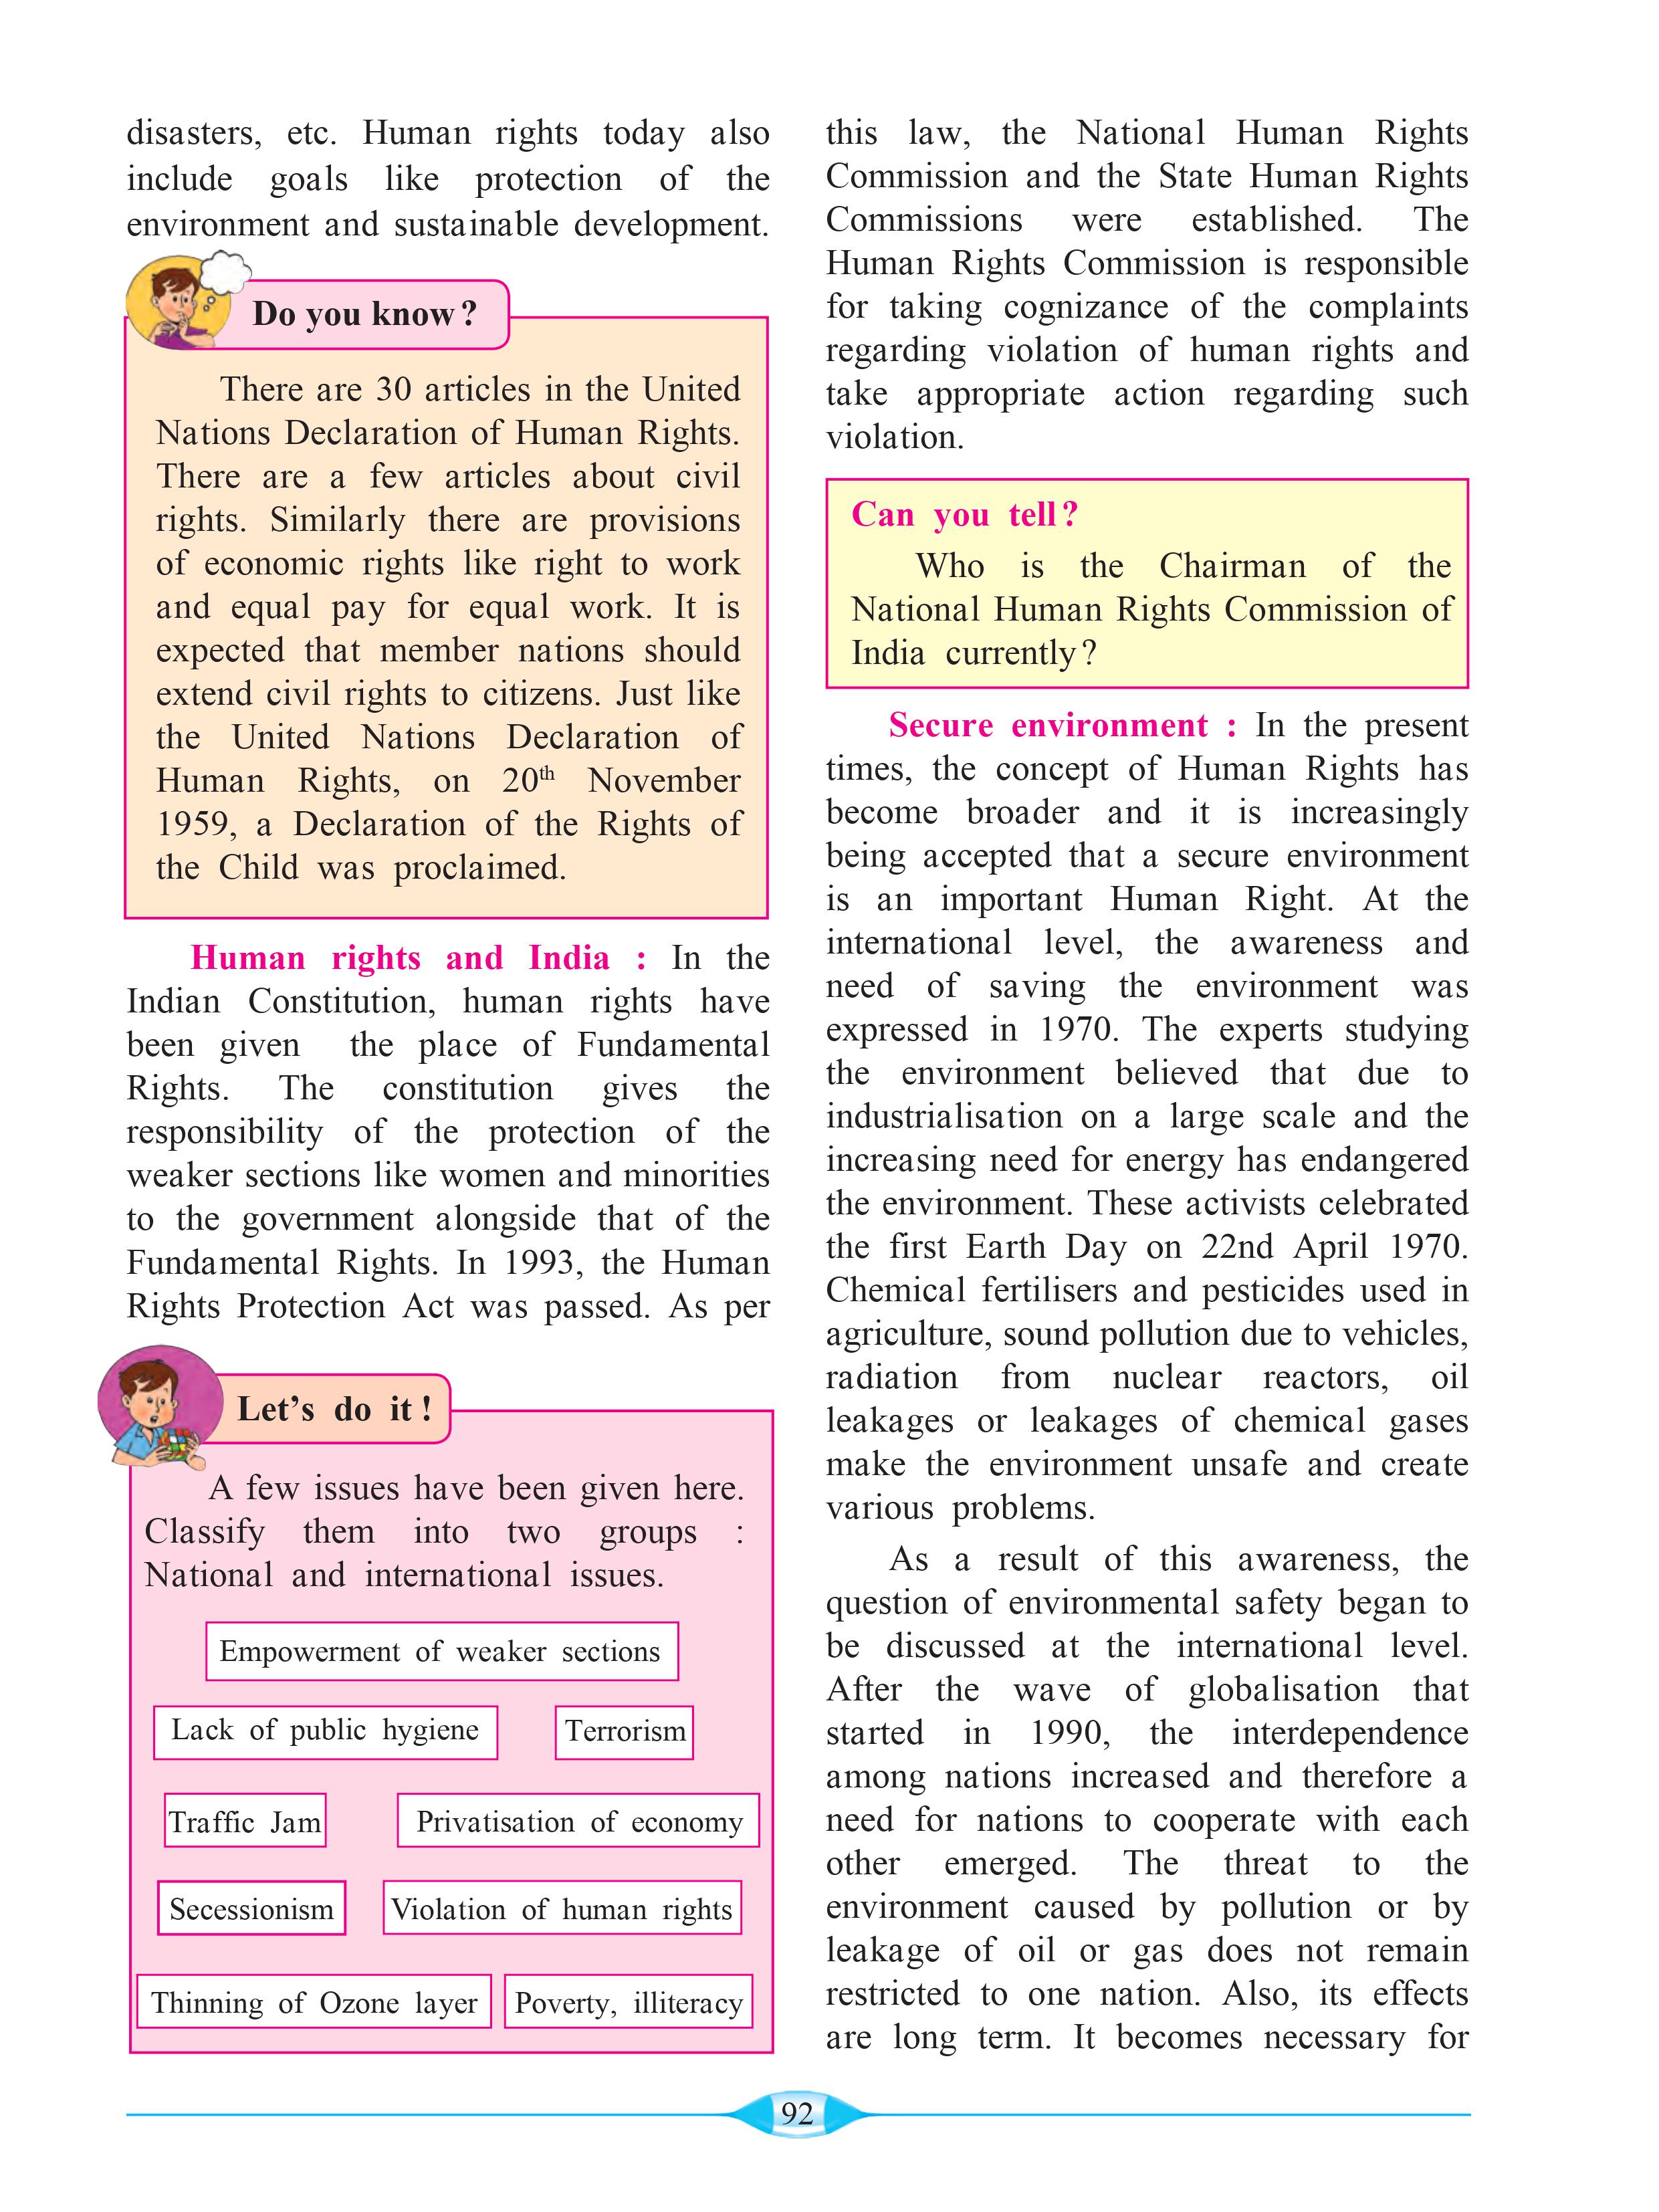 disasters, etc. Human rights today also
include goals like protection of the
environment and sustainable development.
Do you know?
There are 30 articles in the United
Nations Declaration of Human Rights.
There are a few articles about civil
rights. Similarly there are provisions
of economic rights like right to work
and equal pay for equal work. It is
expected that member nations should
extend civil rights to citizens. Just like
the United Nations Declaration of
Human Rights, on 20th November
1959, a Declaration of the Rights of
the Child was proclaimed.
Human rights and India : In the
Indian Constitution, human rights have
been given the place of Fundamental
Rights. The constitution gives the
responsibility of the protection of the
weaker sections like women and minorities
to the government alongside that of the
Fundamental Rights. In 1993, the Human
Rights Protection Act was passed. As per
Let's do it !
A few issues have been given here.
Classify them into two groups :
National and international issues.
Empowerment of weaker sections
Lack of public hygiene
Terrorism
Traffic Jam
Privatisation of economy
Secessionism
Violation of human rights
Thinning of Ozone layer
Poverty, illiteracy
this law, the National Human Rights
Commission and the State Human Rights
Commissions were established. The
Human Rights Commission is responsible
for taking cognizance of the complaints
regarding violation of human rights and
take appropriate action regarding such
violation.
Can you tell?
Who is the Chairman of the
National Human Rights Commission of
India currently?
Secure environment : In the present
times, the concept of Human Rights has
become broader and it is increasingly
being accepted that a secure environment
is an important Human Right. At the
international level, the awareness and
need of saving the environment was
expressed in 1970. The experts studying
the environment believed that due to
industrialisation on a large scale and the
increasing need for energy has endangered
the environment. These activists celebrated
the first Earth Day on 22nd April 1970.
Chemical fertilisers and pesticides used in
agriculture, sound pollution due to vehicles,
radiation from nuclear reactors, oil
leakages or leakages of chemical gases
make the environment unsafe and create
various problems.
As a result of this awareness, the
question of environmental safety began to
be discussed at the international level.
After the wave of globalisation that
started in 1990, the interdependence
among nations increased and therefore a
need for nations to cooperate with each
other emerged. The threat to the
environment caused by pollution or by
leakage of oil or gas does not remain
restricted to one nation. Also, its effects
are long term. It becomes necessary for
92